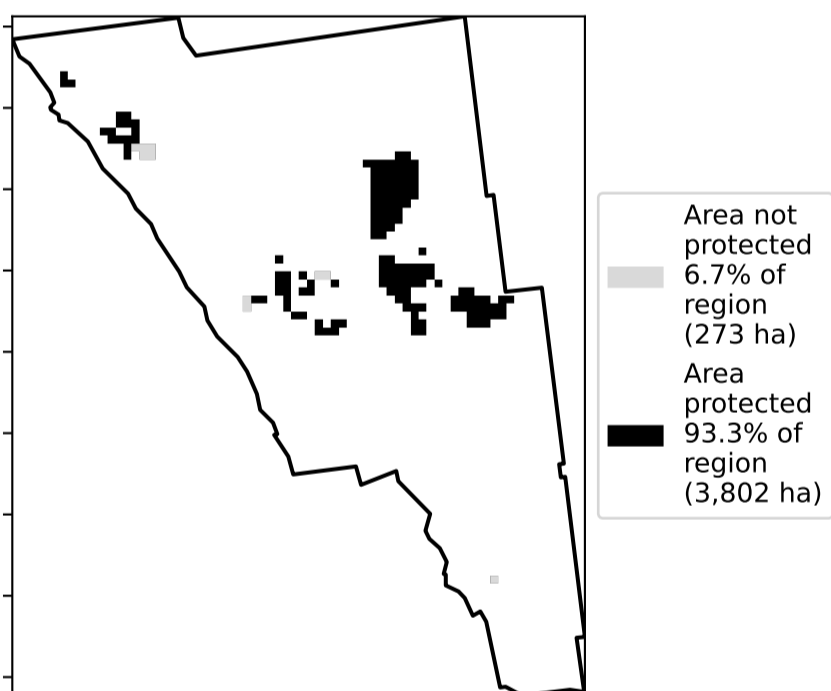 Area not
protected
6.7% of
region
(273 ha)
Area
protected
93.3% of
region
(3,802 ha)